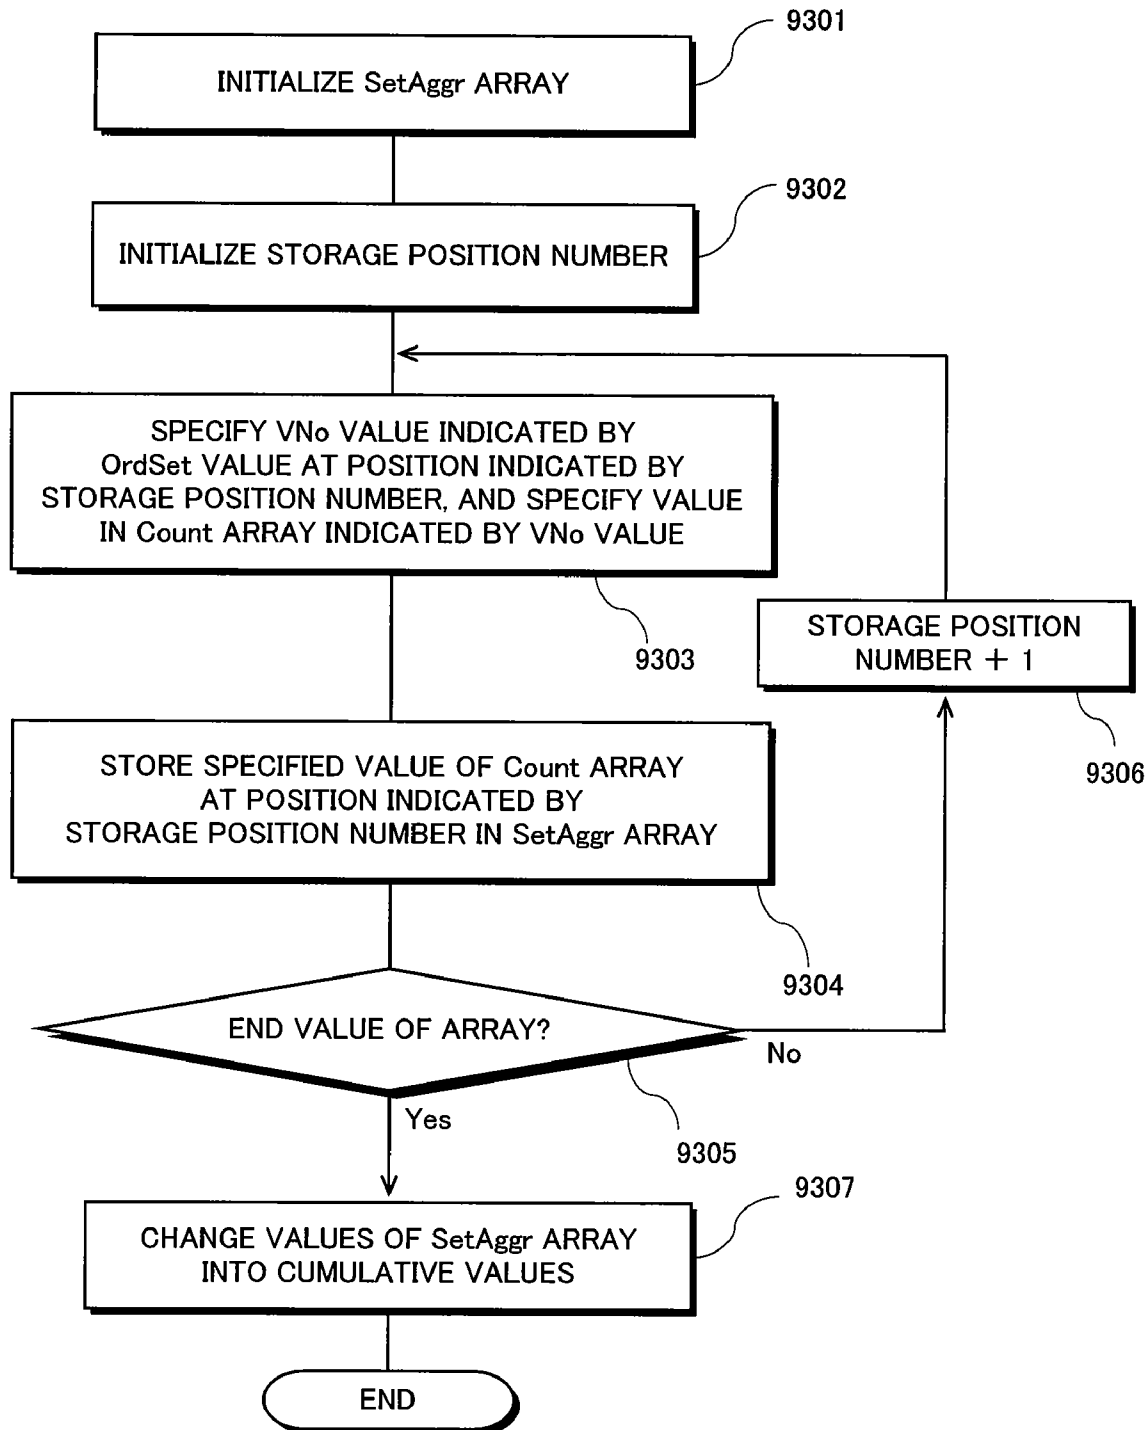 9301
INITIALIZE SetAggr ARRAY
9302
INITIALIZE STORAGE POSITION NUMBER
SPECIFY VNo VALUE INDICATED BY
OrdSet VALUE AT POSITION INDICATED BY
STORAGE POSITION NUMBER, AND SPECIFY VALUE
IN Count ARRAY INDICATED BY VNo VALUE
9303
STORAGE POSITION
NUMBER + 1
9306
STORE SPECIFIED VALUE OF Count ARRAY
AT POSITION INDICATED BY
STORAGE POSITION NUMBER IN SetAggr ARRAY
9304
END VALUE OF ARRAY?
No
Yes
9305
9307
CHANGE VALUES OF SetAggr ARRAY
INTO CUMULATIVE VALUES
END